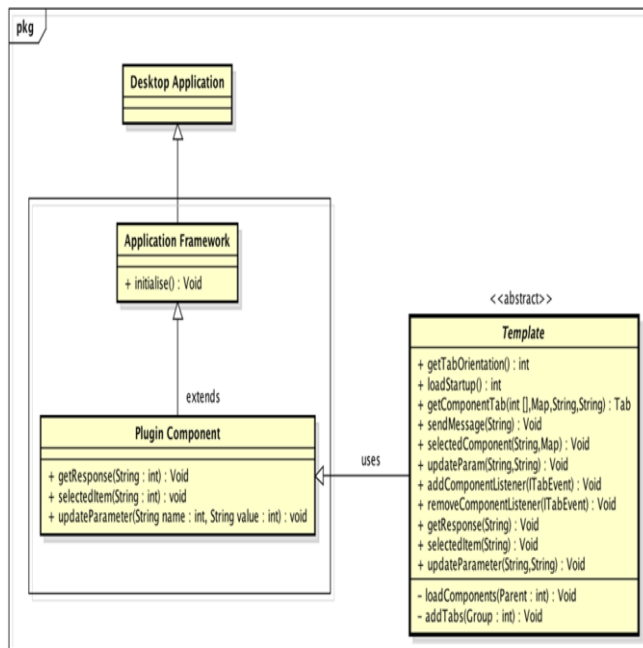 pkg
Desktop Application
Application Framework
+ initialise() : Void
extends
Plugin Component
+ getResponse(String : int) : Void
+ selectedItem(String : int) : void
+ updateParameter(String name : int, String value : int) : void
uses
<<abstract>>
Template
+ getTabOrientation() : int
+ loadStartup() : int
+ getComponentTab(int [],Map,String,String) : Tab
+ sendMessage(String) : Void
+ selectedComponent(String,Map) : Void
+ updateParam(String,String) : Void
+ addComponentListener(ITabEvent) : Void
+ removeComponentListener(ITabEvent) : Void
+ getResponse(String) : Void
+ selectedItem(String) : Void
+ updateParameter(String,String) : Void
- loadComponents(Parent : int) : Void
- addTabs(Group : int) : Void